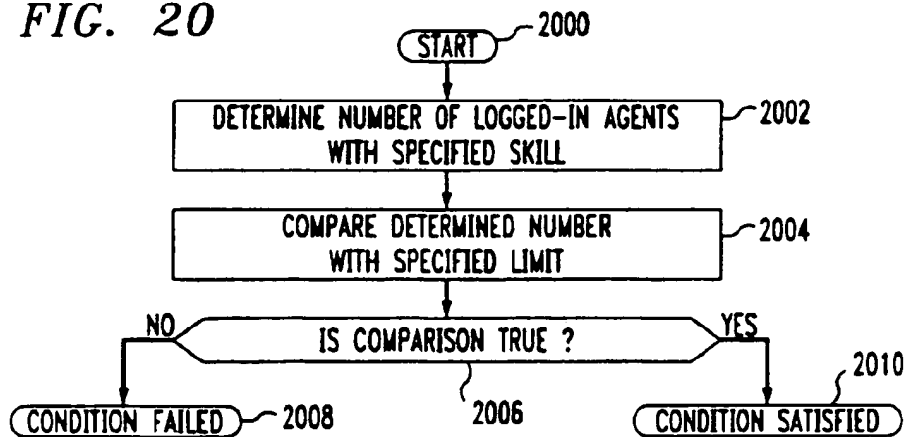 FIG. 20
START
2000
DETERMINE NUMBER OF LOGGED-IN AGENTS
WITH SPECIFIED SKILL
2002
COMPARE DETERMINED NUMBER
WITH SPECIFIED LIMIT
2004
NO
IS COMPARISON TRUE ?
YES
2006
CONDITION FAILED
2008
CONDITION SATISFIED
2010